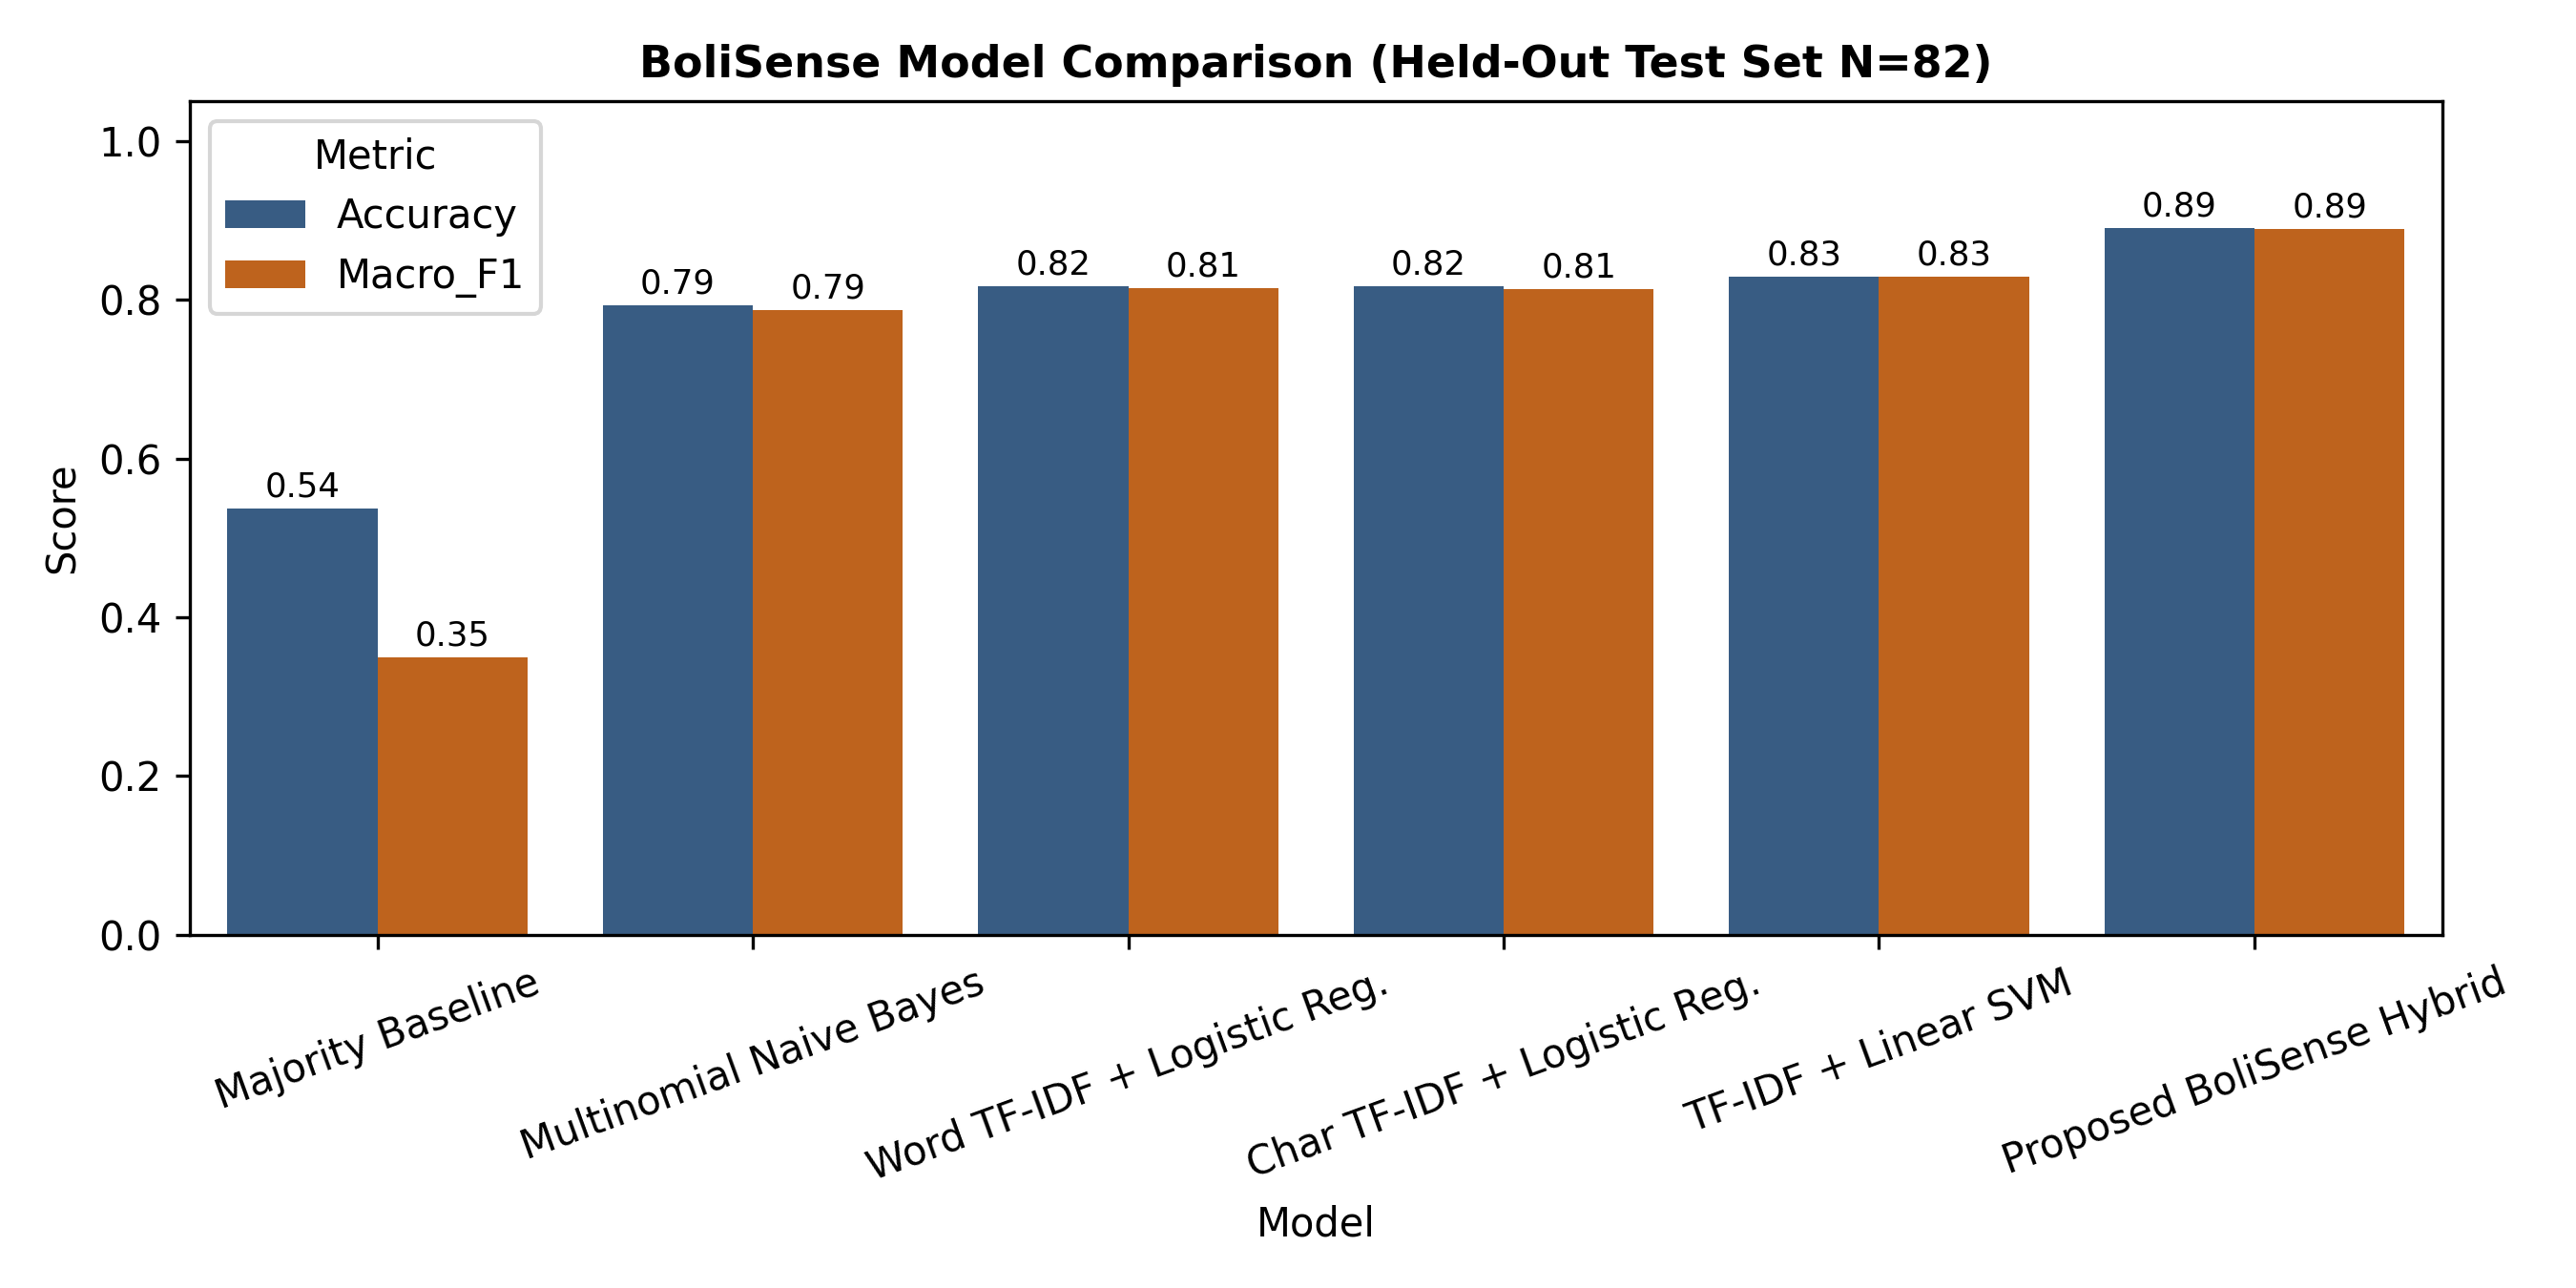 BoliSense Model Comparison (Held-Out Test Set N=82)
Metric
Accuracy
Macro_F1
Score
1.0
0.8
0.6
0.4
0.2
0.0
0.54
0.35
0.79
0.79
0.82
0.81
0.82
0.81
0.83
0.83
0.89
0.89
Majority Baseline
Multinomial Naive Bayes
Word TF-IDF + Logistic Reg.
Char TF-IDF + Logistic Reg.
TF-IDF + Linear SVM
Proposed BoliSense Hybrid
Model